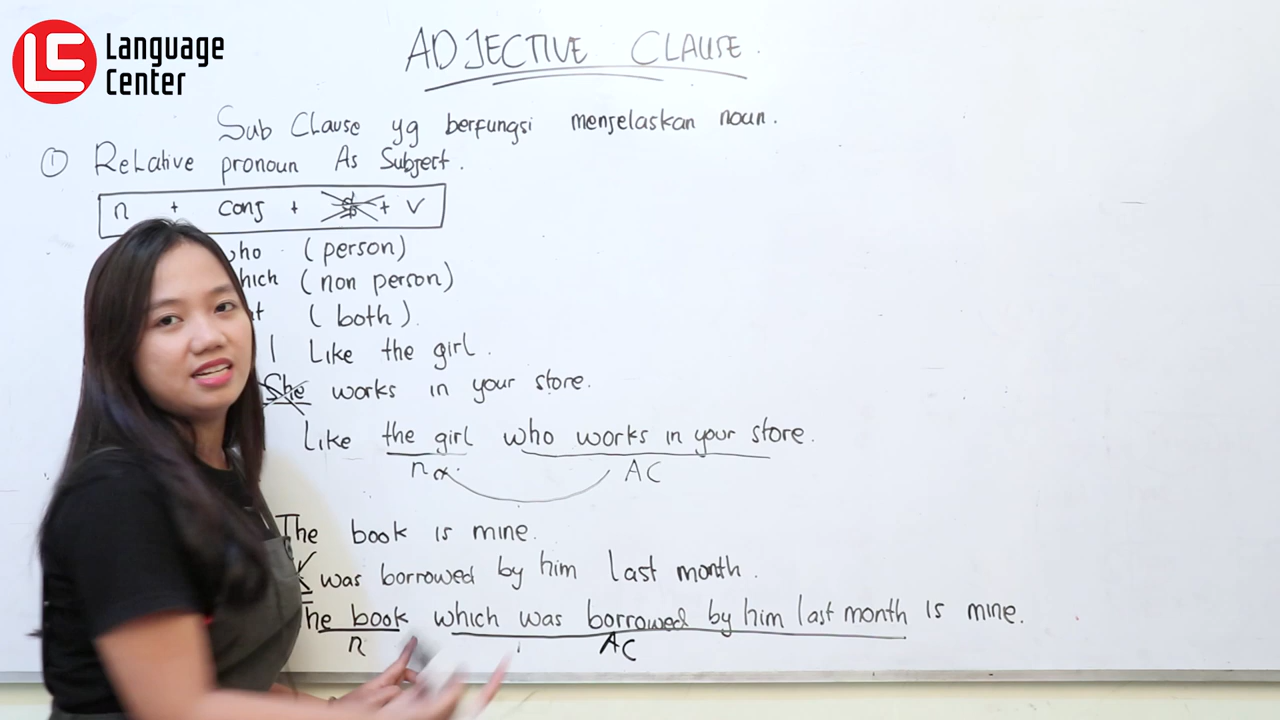 LC Language Center
ADJECTIVE CLAUSE.
Sub Clause yg berfungsi menjelaskan noun.
① Relative pronoun As Subject.
n + conj + + v
who (person)
which (non person)
(both).
I Like the girl.
She works in your store.
Like the girl who works in your store.
n AC
The book is mine.
was borrowed by him last month.
The book which was borrowed by him last month is mine.
n AC